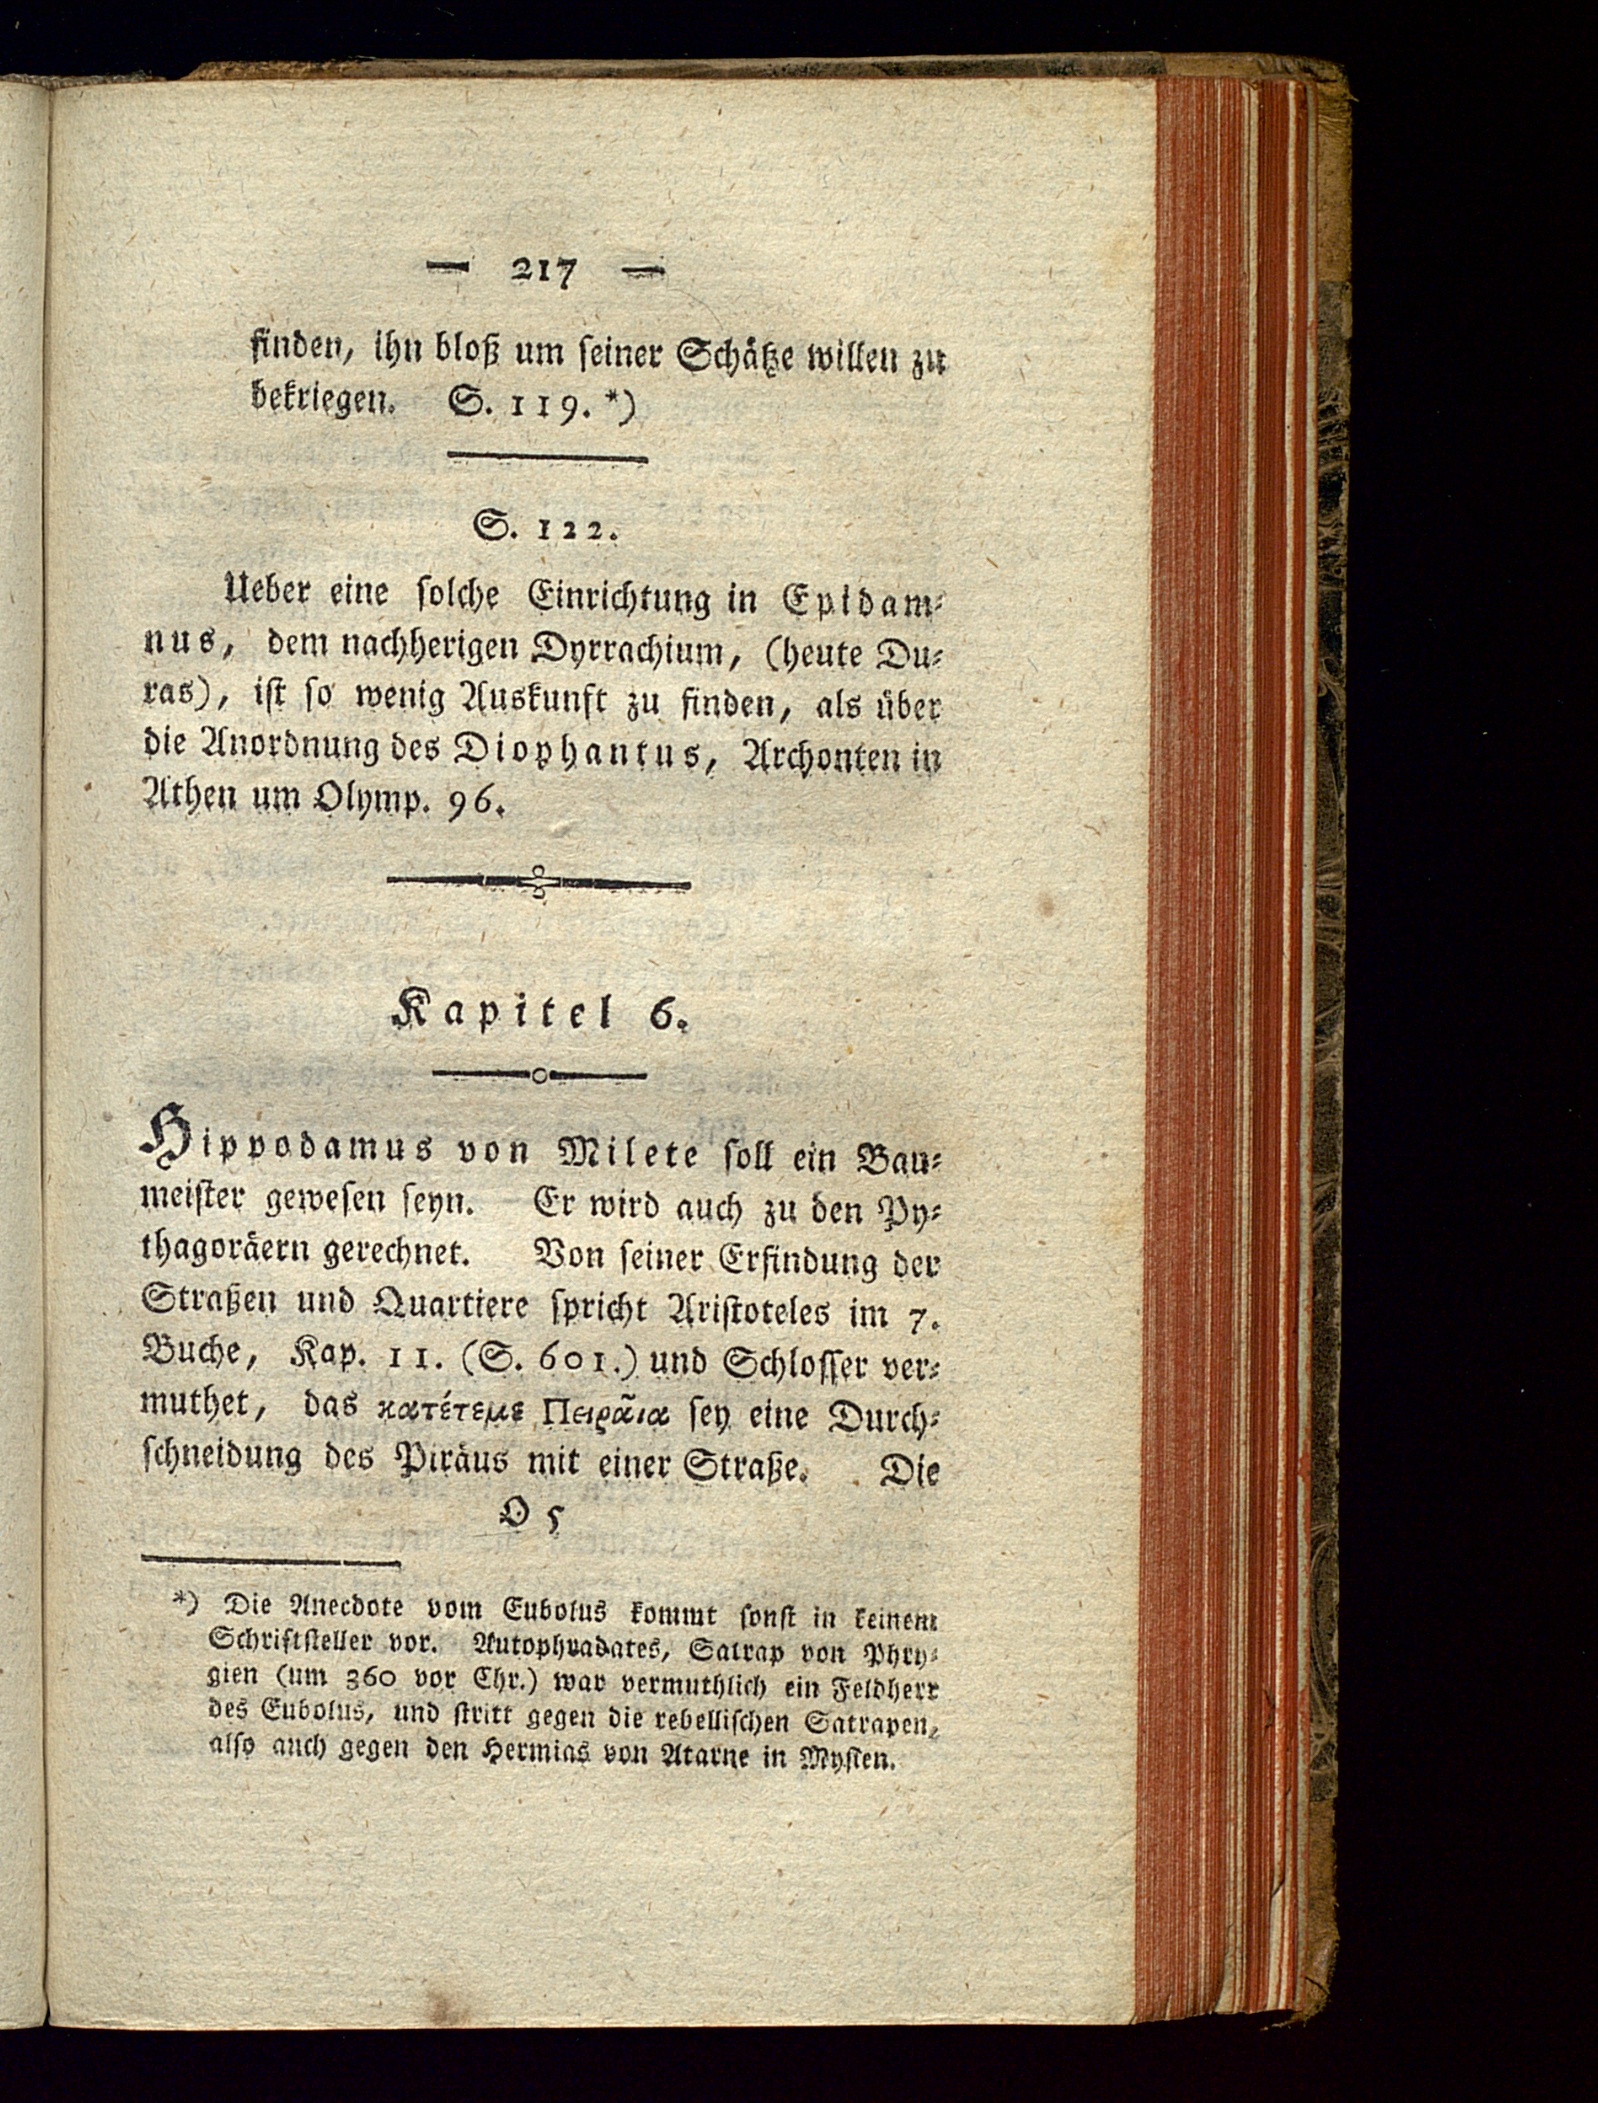 — 217 —
finden, ihn bloß um seiner Schätze willen zu
bekriegen. S. 119. *)
S. 122.
Ueber eine solche Einrichtung in Epidam-
nus, dem nachherigen Dyrrachium, (heute Du-
ras), ist so wenig Auskunft zu finden, als über
die Anordnung des Diophantus, Archonten in
Athen um Olymp. 96.
Kapitel 6.
Hippodamus von Milete soll ein Bau-
meister gewesen seyn. Er wird auch zu den Py-
thagoräern gerechnet. Von seiner Erfindung der
Straßen und Quartiere spricht Aristoteles im 7.
Buche, Kap. 11. (S. 601.) und Schlosser ver-
muthet, das κατέτεμε Πειρᾶια sey eine Durch-
schneidung des Piräus mit einer Straße. Die
O 5
*) Die Anecdote vom Eubolus kommt sonst in keinem
Schriftsteller vor. Autophradates, Satrap von Phry-
gien (um 360 vor Chr.) war vermuthlich ein Feldherr
des Eubolus, und stritt gegen die rebellischen Satrapen,
also auch gegen den Hermias von Atarne in Mysien.